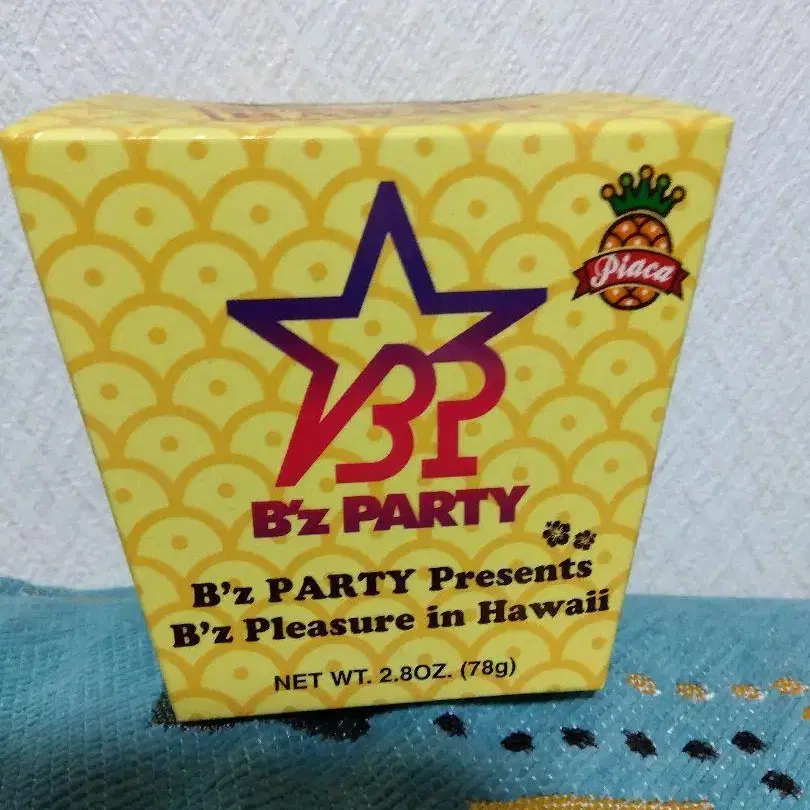 Piaca
BP
B'z PARTY
B'z PARTY Presents
B'z Pleasure in Hawaii
NET WT. 2.8OZ. (78g)